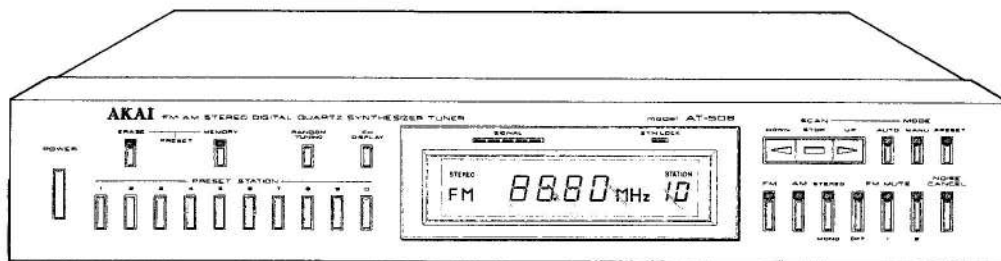 AKAI FM AM STEREO DIGITAL QUARTZ SYNTHESIZER TUNER
model AT-S08
POWER
ERASE MEMORY
PRESET
RANDOM TUNING
DISPLAY
PRESET STATION
1 2 3 4 5 6 7 8 9 0
SIGNAL
SYN LOCK
STEREO
FM 88.80 MHz
STATION
10
SCAN MODE
DOWN STOP UP AUTO MANU PRESET
FM AM STEREO FM MUTE NOISE CANCEL
MONO OFF 1 2